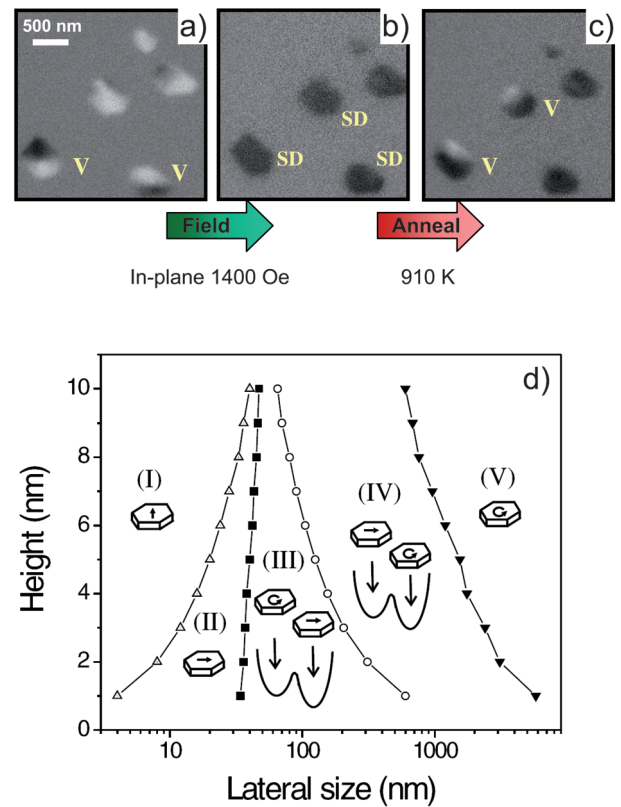 500 nm
a)
b)
c)
V
V
SD
SD
SD
V
V
Field
Anneal
In-plane 1400 Oe
910 K
d)
10
8
6
4
2
0
Height (nm)
(I)
(II)
(III)
(IV)
(V)
10
100
1000
Lateral size (nm)